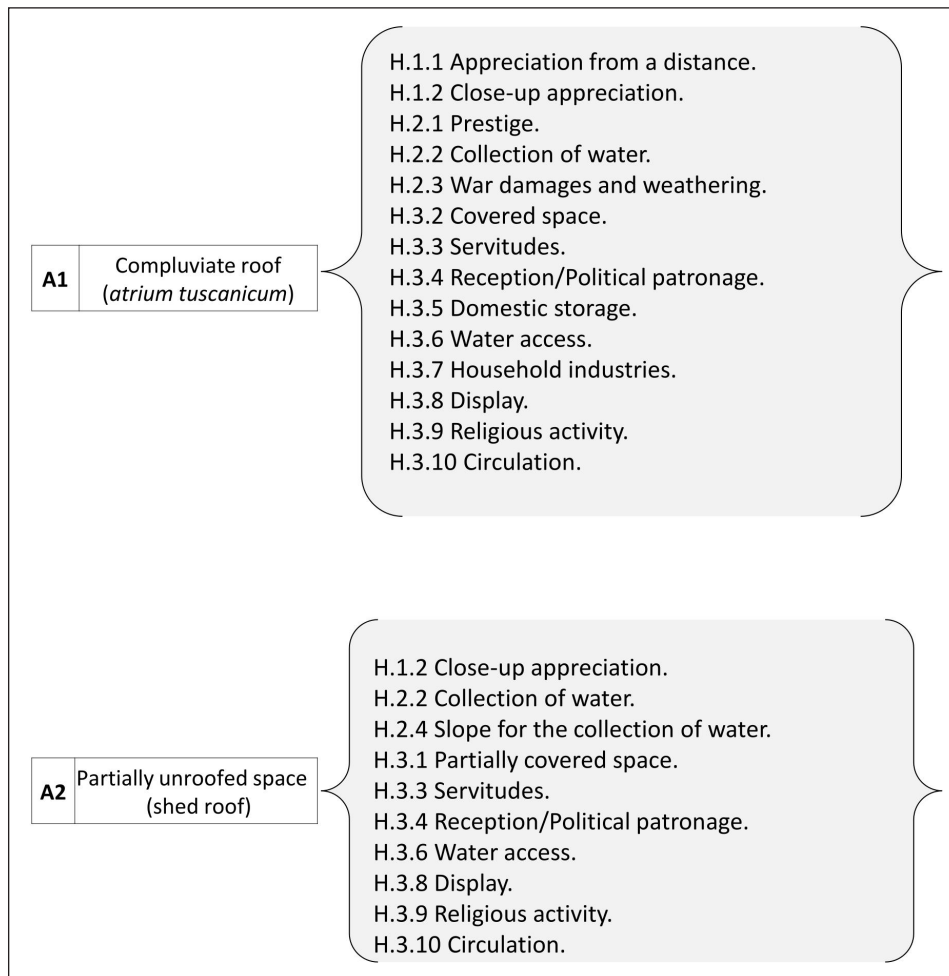 H.1.1 Appreciation from a distance.
H.1.2 Close-up appreciation.
H.2.1 Prestige.
H.2.2 Collection of water.
H.2.3 War damages and weathering.
H.3.2 Covered space.
H.3.3 Servitudes.
H.3.4 Reception/Political patronage.
H.3.5 Domestic storage.
H.3.6 Water access.
H.3.7 Household industries.
H.3.8 Display.
H.3.9 Religious activity.
H.3.10 Circulation.
A1 Compluviate roof
(atrium tuscanicum)
H.1.2 Close-up appreciation.
H.2.2 Collection of water.
H.2.4 Slope for the collection of water.
H.3.1 Partially covered space.
H.3.3 Servitudes.
H.3.4 Reception/Political patronage.
H.3.6 Water access.
H.3.8 Display.
H.3.9 Religious activity.
H.3.10 Circulation.
A2 Partially unroofed space
(shed roof)